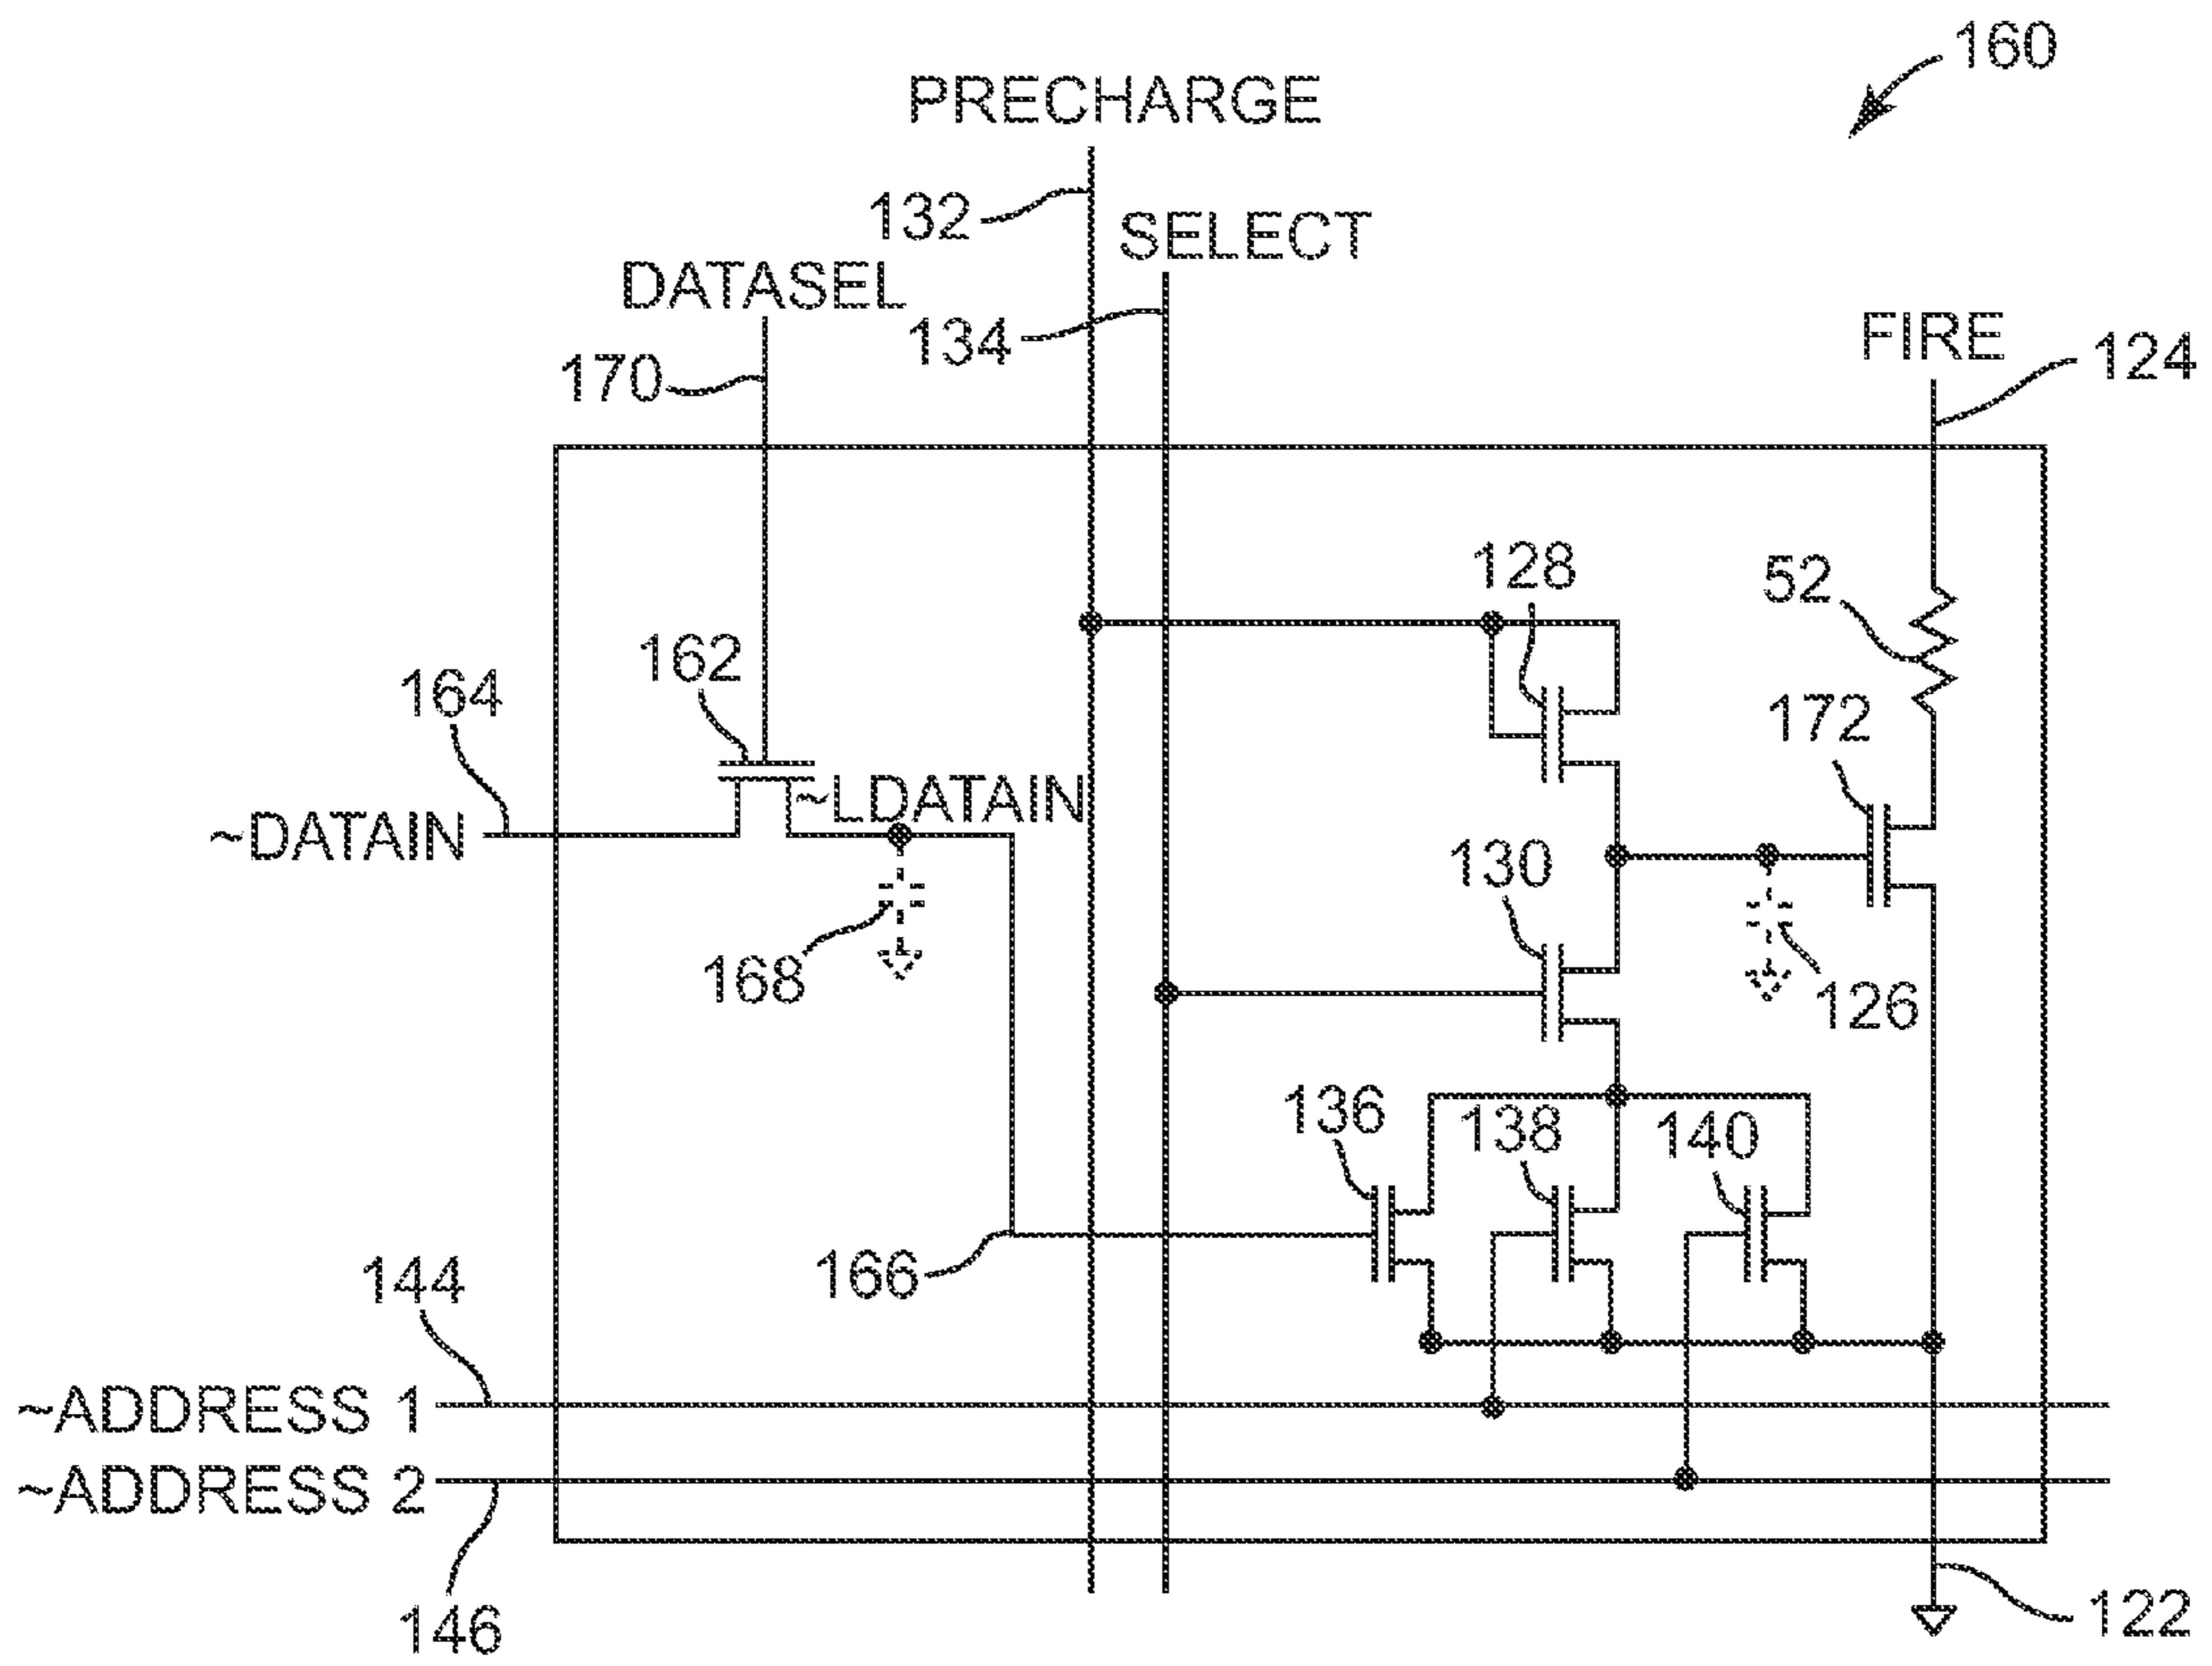 160
PRECHARGE
132
SELECT
DATASEL
134
FIRE
124
170
128
52
162
164
172
~LDATAIN
~DATAIN
130
168
126
136
138
140
166
144
~ADDRESS 1
~ADDRESS 2
146
122